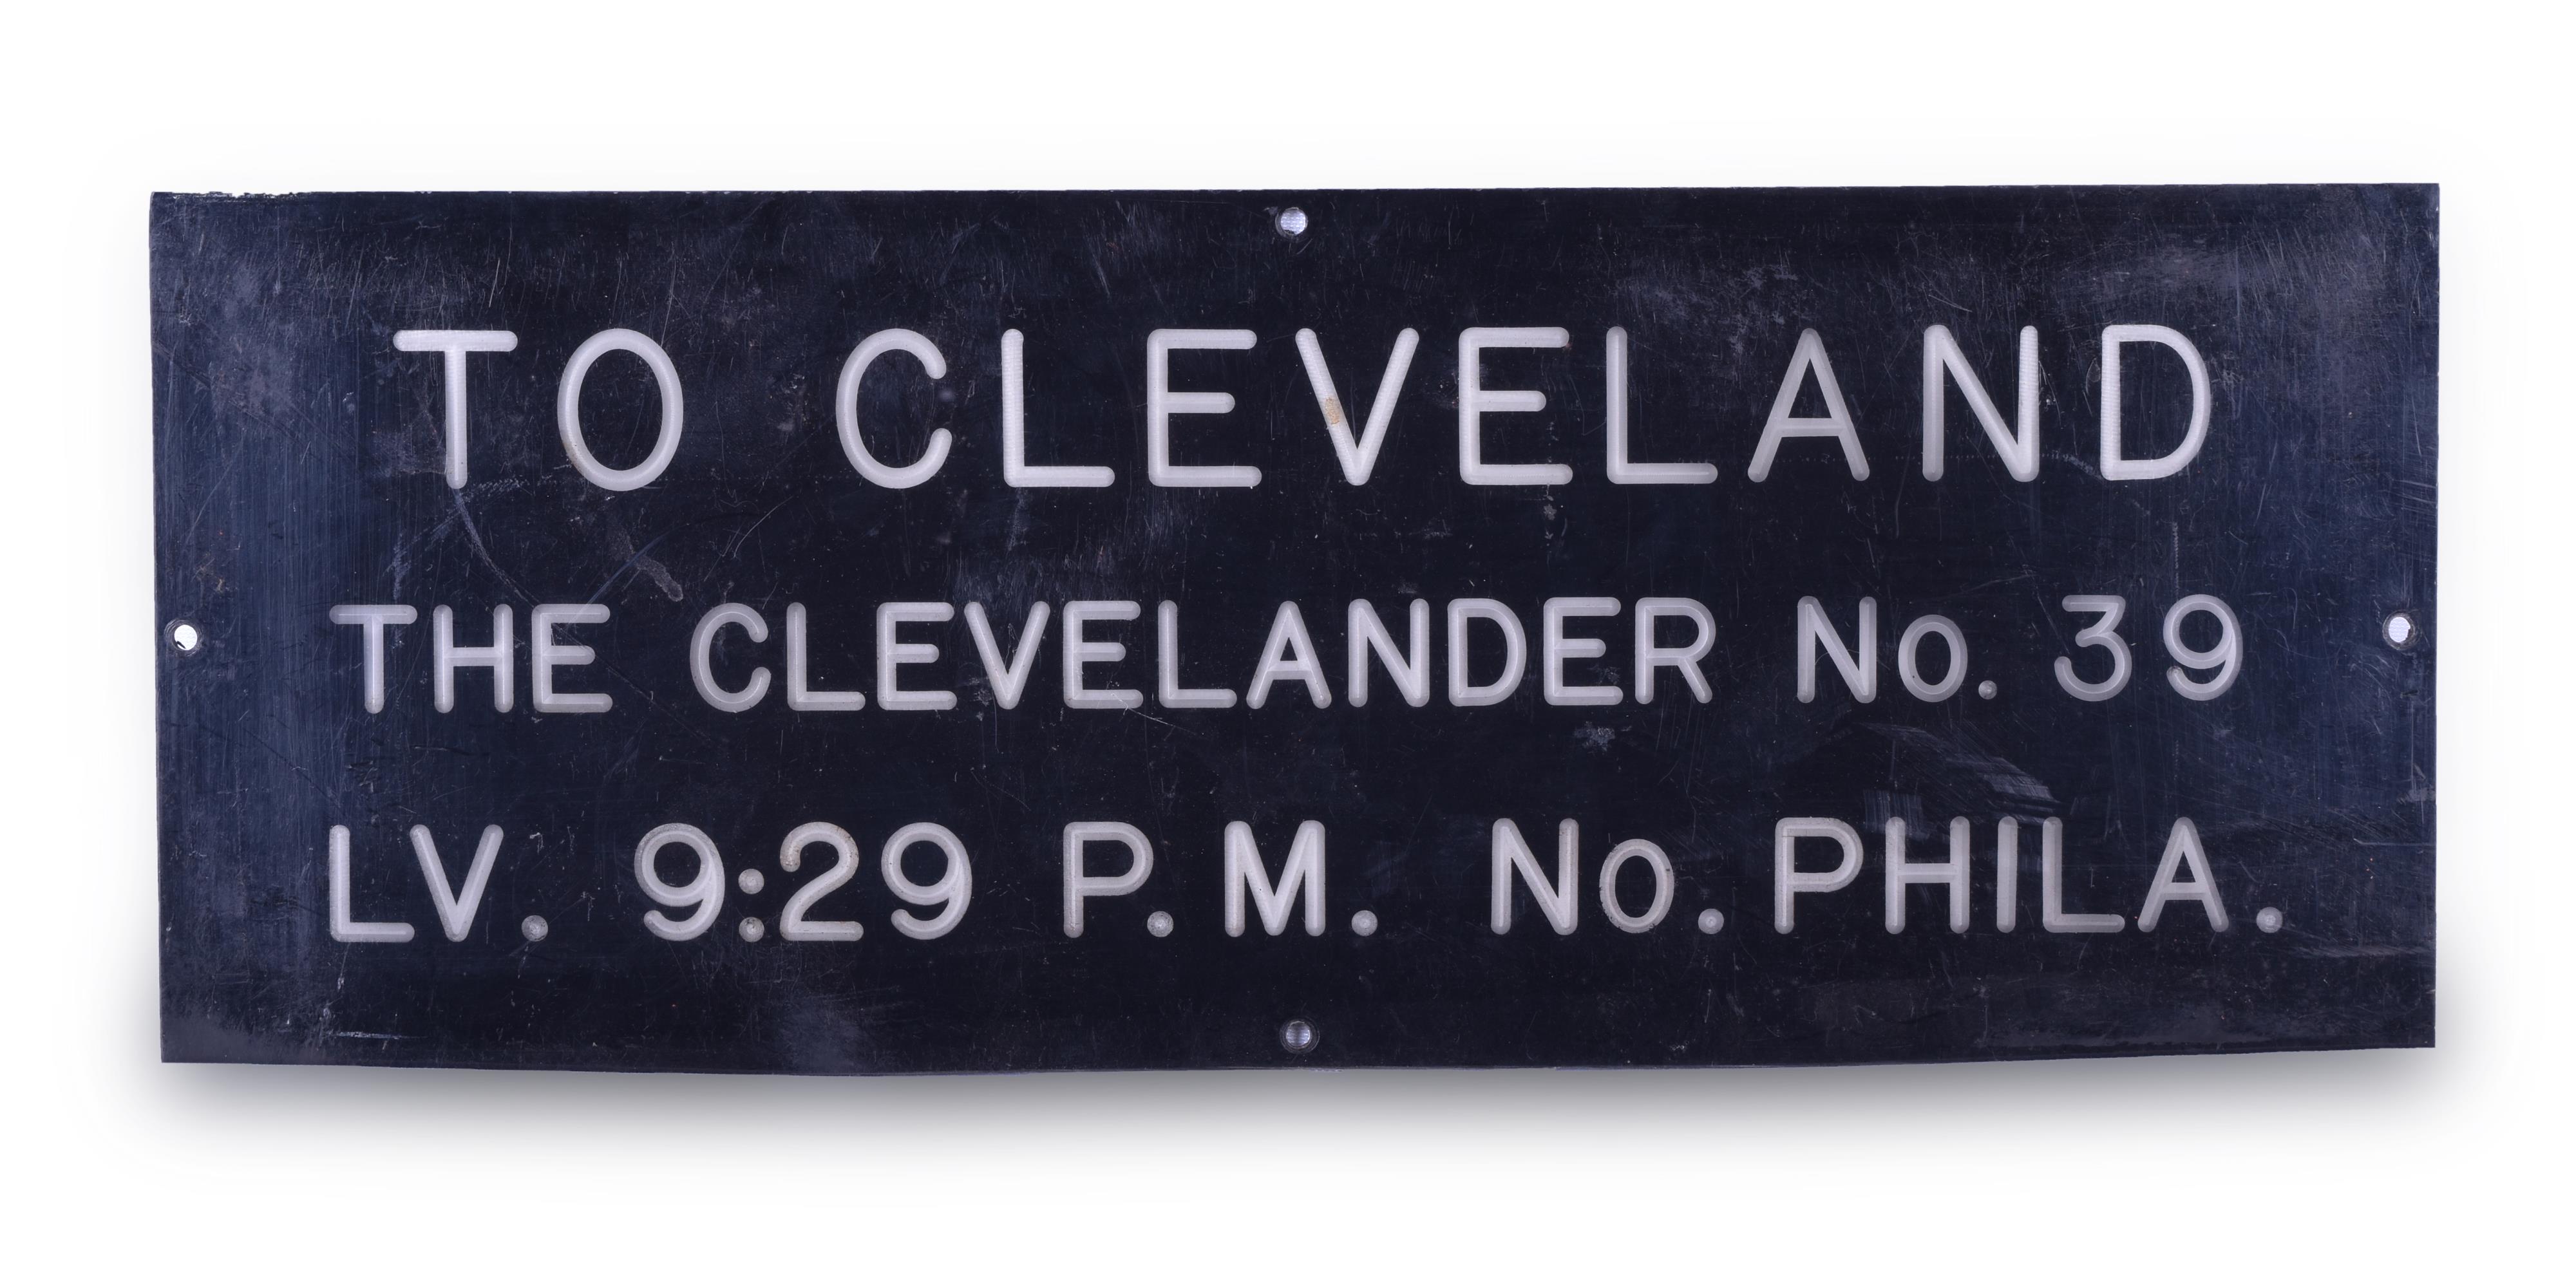 TO CLEVELAND
THE CLEVELANDER No. 39
LV. 9:29 P.M. No. PHILA.